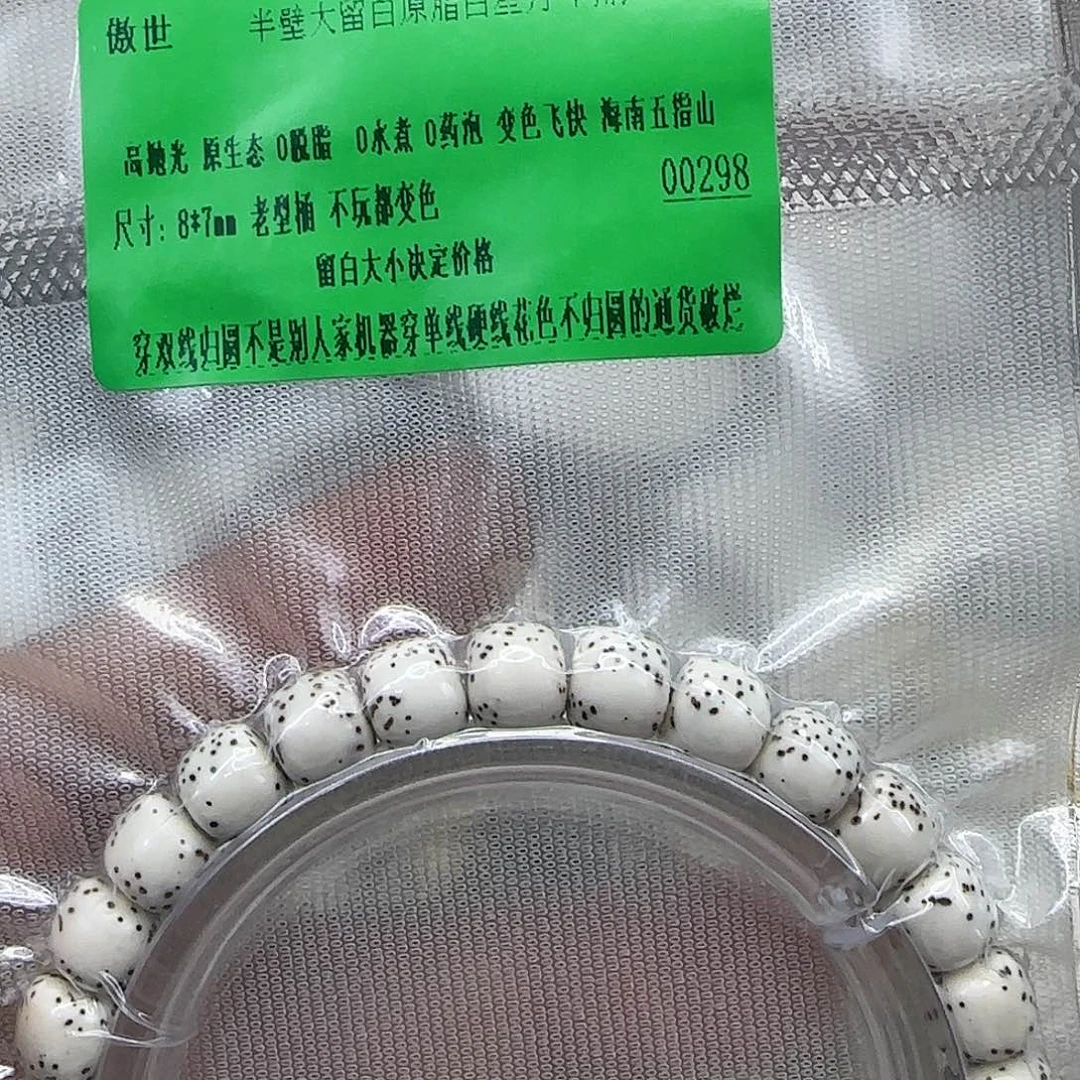 傲世 半壁大留白原脂白星月
高抛光 原生态 0脱脂 0水煮 0药泡 变色飞快 海南五指山
00298
尺寸: 8*7mm 老型桶 不玩都变色
留白大小决定价格
穿双线归圆不是别人家机器穿单线硬线花色不归圆的通货破烂